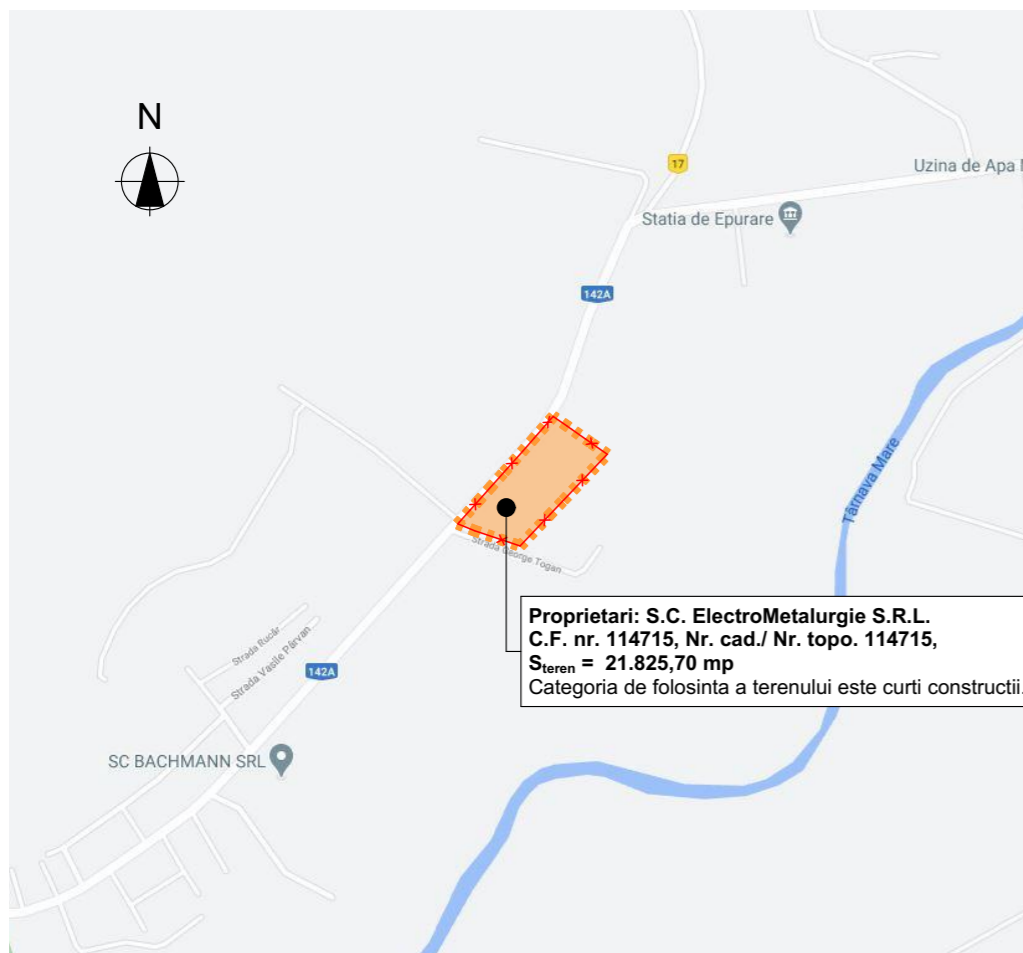 N
17
Uzina de Apa
Statia de Epurare
142A
Târnava Mare
Strada George Togan
Proprietari: S.C. ElectroMetalurgie S.R.L.
C.F. nr. 114715, Nr. cad./ Nr. topo. 114715,
Steren = 21.825,70 mp
Categoria de folosinta a terenului este curti constructii.
Strada Rucăr
Strada Vasile Pârvan
142A
SC BACHMANN SRL